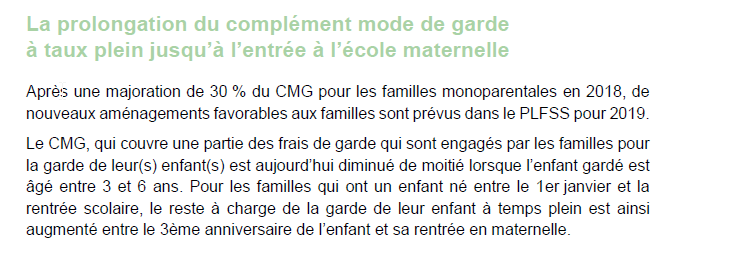 La prolongation du complément mode de garde
à taux plein jusqu'à l'entrée à l'école maternelle
Après une majoration de 30 % du CMG pour les familles monoparentales en 2018, de
nouveaux aménagements favorables aux familles sont prévus dans le PLFSS pour 2019.
Le CMG, qui couvre une partie des frais de garde qui sont engagés par les familles pour
la garde de leur(s) enfant(s) est aujourd'hui diminué de moitié lorsque l'enfant gardé est
âgé entre 3 et 6 ans. Pour les familles qui ont un enfant né entre le 1er janvier et la
rentrée scolaire, le reste à charge de la garde de leur enfant à temps plein est ainsi
augmenté entre le 3ème anniversaire de l'enfant et sa rentrée en maternelle.